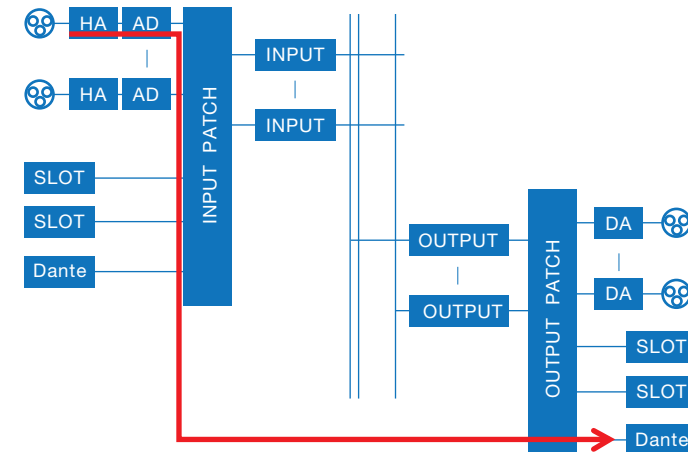 HA AD
HA AD
SLOT
SLOT
Dante
INPUT PATCH
INPUT
INPUT
OUTPUT
OUTPUT
OUTPUT PATCH
DA
DA
SLOT
SLOT
Dante